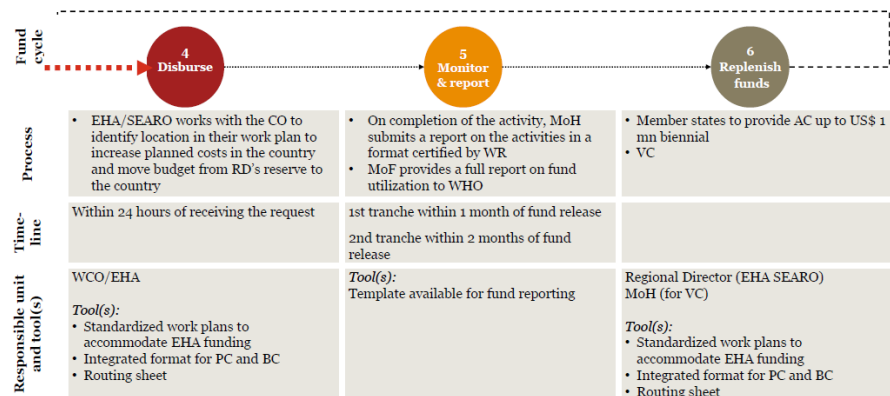 Fund cycle
4
Disburse
5
Monitor
& report
6
Replenish
funds
Process
• EHA/SEARO works with the CO to
identify location in their work plan to
increase planned costs in the country
and move budget from RD's reserve to
the country
• On completion of the activity, MoH
submits a report on the activities in a
format certified by WR
• MoF provides a full report on fund
utilization to WHO
• Member states to provide AC up to US$ 1
mn biennial
• VC
Time-
line
Within 24 hours of receiving the request
1st tranche within 1 month of fund release
2nd tranche within 2 months of fund
release
Responsible unit
and tool(s)
WCO/EHA
Tool(s):
• Standardized work plans to
accommodate EHA funding
• Integrated format for PC and BC
• Routing sheet
Tool(s):
Template available for fund reporting
Regional Director (EHA SEARO)
MoH (for VC)
Tool(s):
• Standardized work plans to
accommodate EHA funding
• Integrated format for PC and BC
• Routing sheet